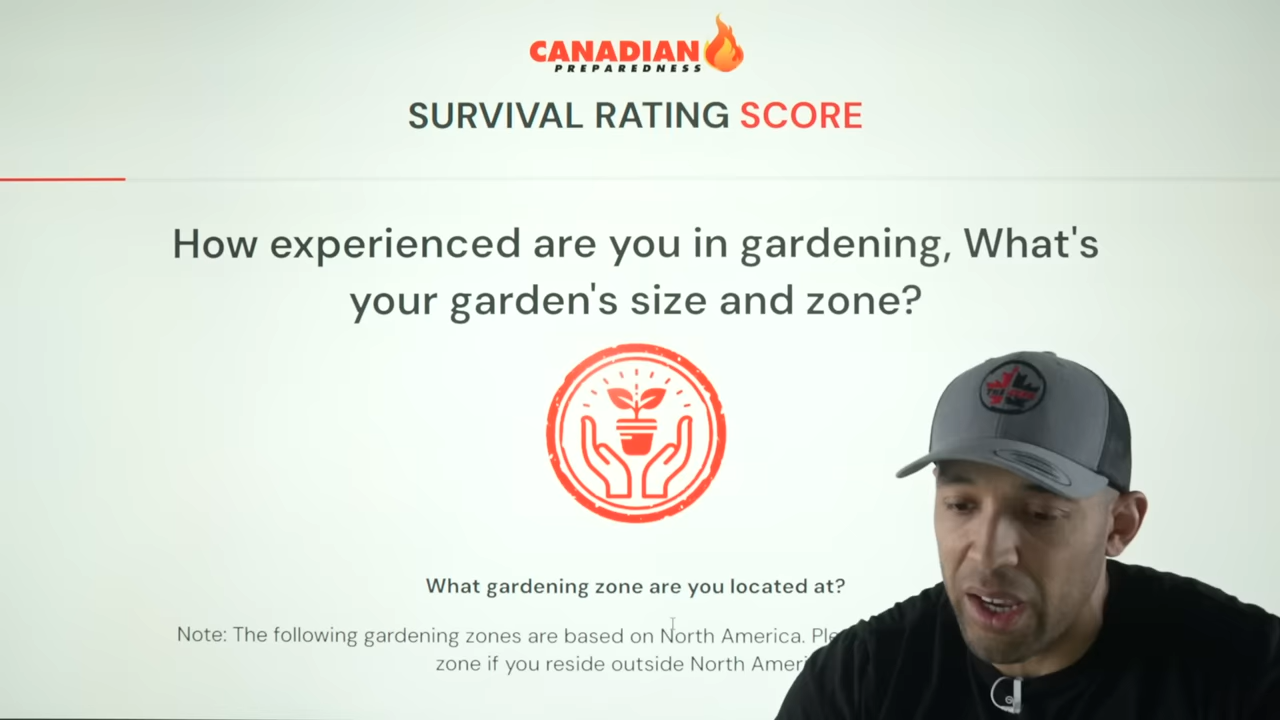 CANADIAN
PREPAREDNESS
SURVIVAL RATING SCORE
How experienced are you in gardening, What's
your garden's size and zone?
What gardening zone are you located at?
Note: The following gardening zones are based on North America.
zone if you reside outside North